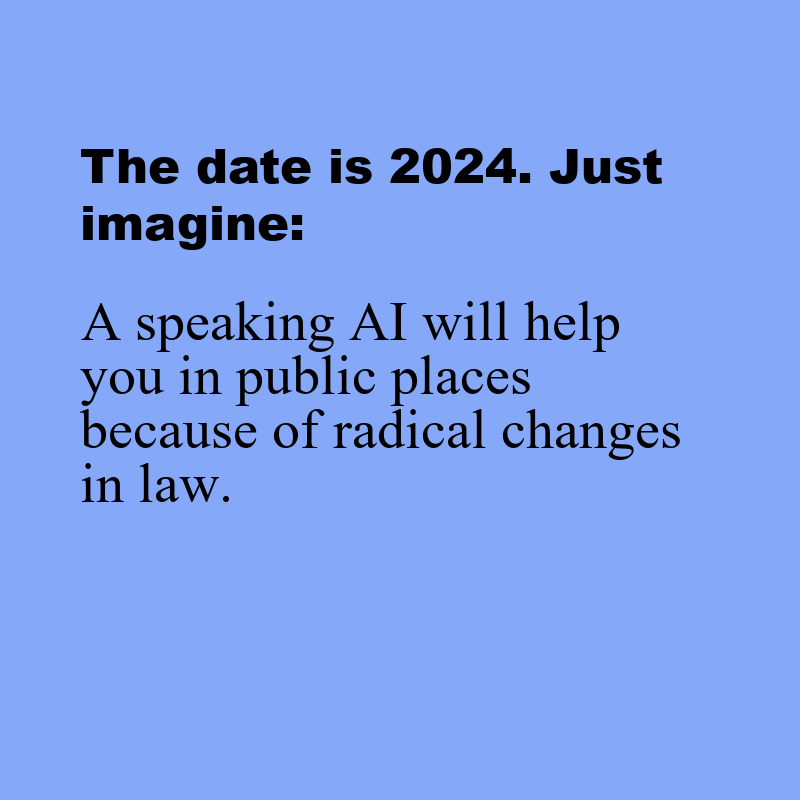 The date is 2024. Just
imagine:
A speaking AI will help
you in public places
because of radical changes
in law.